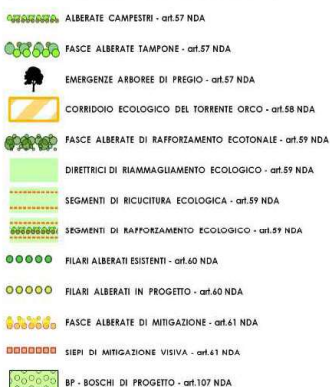 ALBERATE CAMPESTRI - art.57 NDA
FASCE ALBERATE TAMPONE - art.57 NDA
EMERGENZE ARBOREE DI PREGIO - art.57 NDA
CORRIDOIO ECOLOGICO DEL TORRENTE ORCO - art.58 NDA
FASCE ALBERATE DI RAFFORZAMENTO ECOTONALE - art.59 NDA
DIRETTRICI DI RIAMMAGLIAMENTO ECOLOGICO - art.59 NDA
SEGMENTI DI RICUCITURA ECOLOGICA - art.59 NDA
SEGMENTI DI RAFFORZAMENTO ECOLOGICO - art.59 NDA
FILARI ALBERATI ESISTENTI - art.60 NDA
FILARI ALBERATI IN PROGETTO - art.60 NDA
FASCE ALBERATE DI MITIGAZIONE - art.61 NDA
SIEPI DI MITIGAZIONE VISIVA - art.61 NDA
BP - BOSCHI DI PROGETTO - art.107 NDA